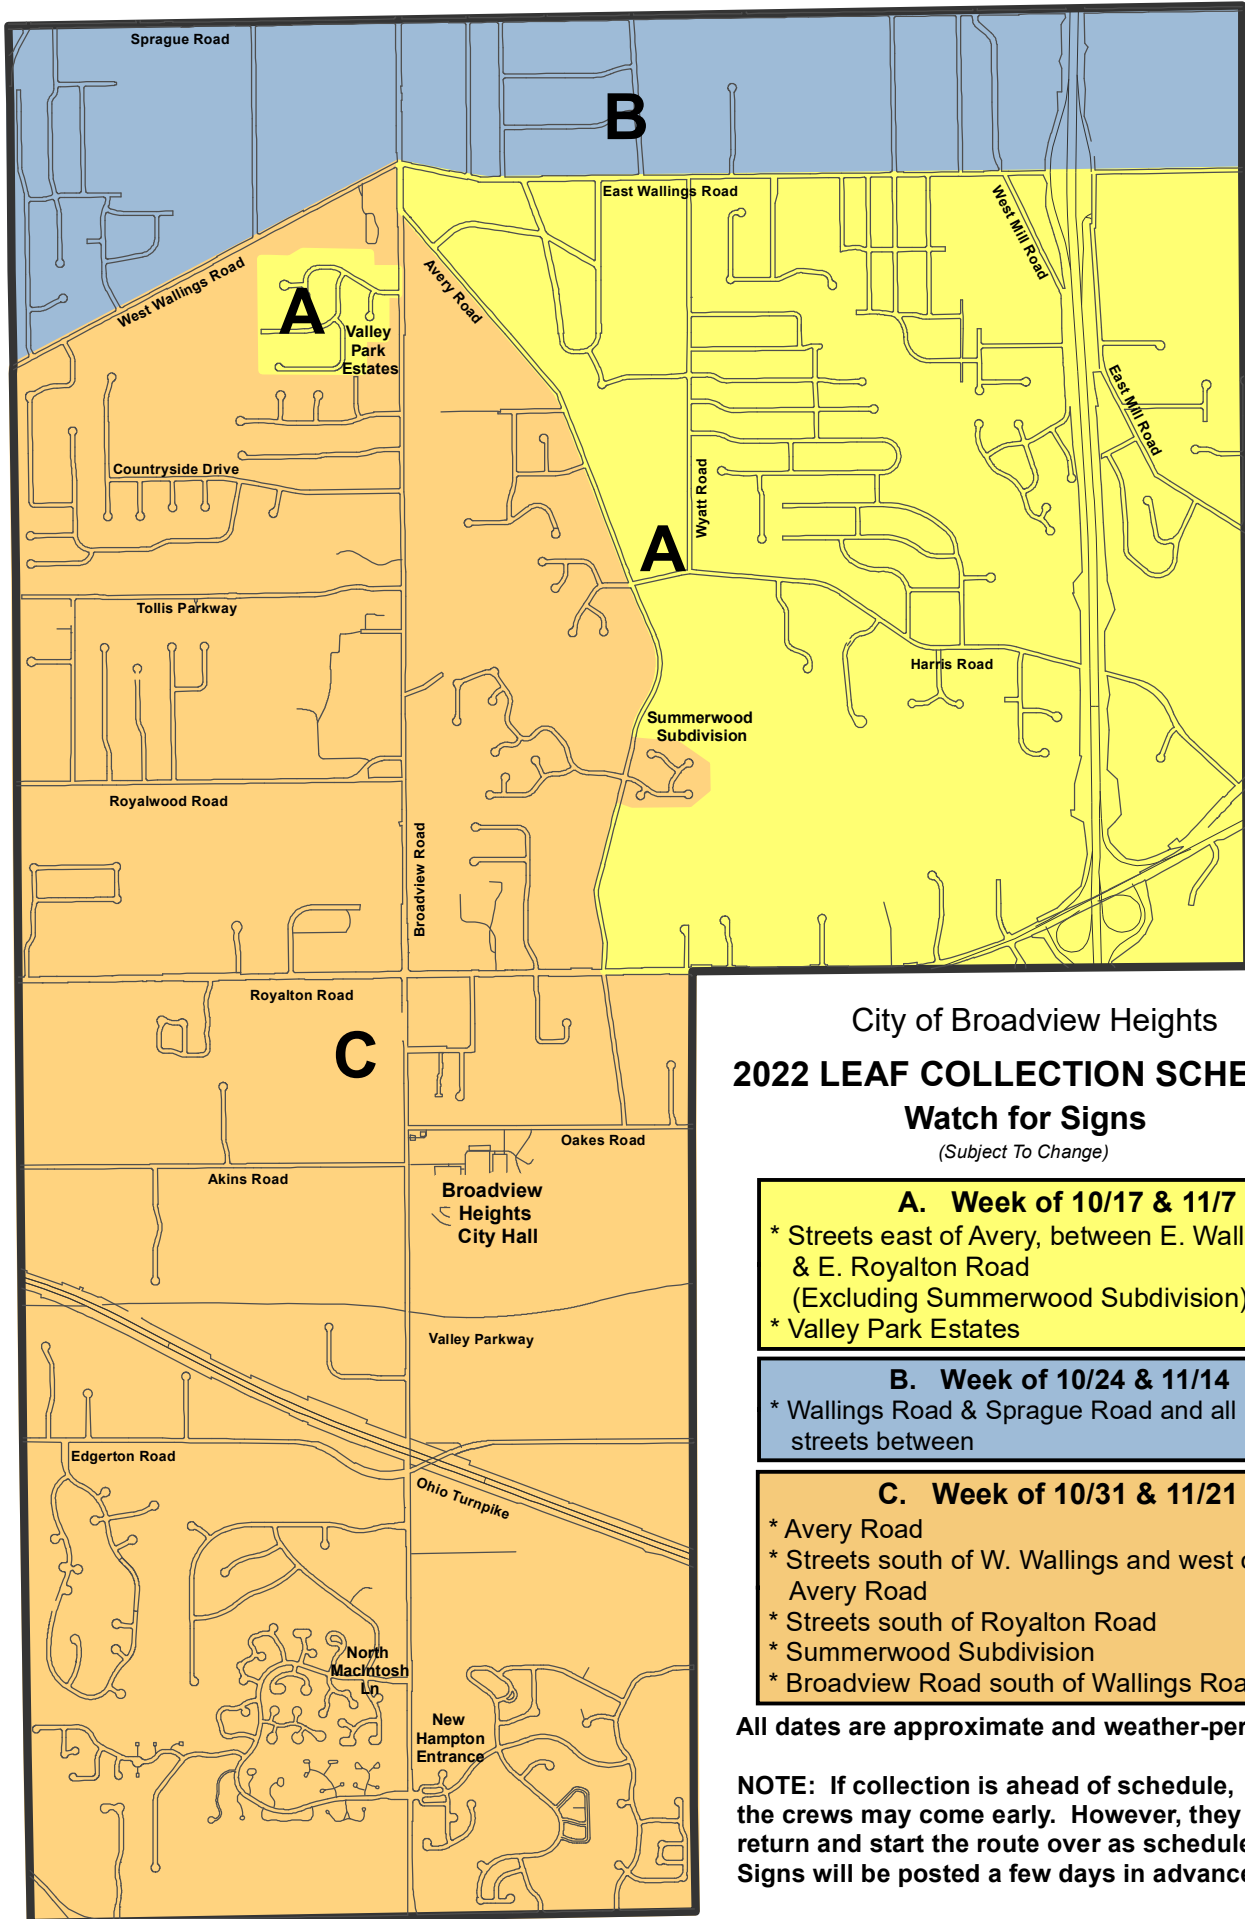 Sprague Road
B
East Wallings Road
West Mill Road
West Wallings Road
Avery Road
A
Valley
Park
Estates
East Mill Road
Countryside Drive
Wyatt Road
A
Tollis Parkway
Harris Road
Summerwood
Subdivision
Royalwood Road
Broadview Road
Royalton Road
C
Oakes Road
Akins Road
Broadview
Heights
City Hall
Valley Parkway
Edgerton Road
Ohio Turnpike
North
MacIntosh
Ln
New
Hampton
Entrance
City of Broadview Heights
2022 LEAF COLLECTION SCHE
Watch for Signs
(Subject To Change)
A. Week of 10/17 & 11/7
* Streets east of Avery, between E. Wall
& E. Royalton Road
(Excluding Summerwood Subdivision)
* Valley Park Estates
B. Week of 10/24 & 11/14
* Wallings Road & Sprague Road and all
streets between
C. Week of 10/31 & 11/21
* Avery Road
* Streets south of W. Wallings and west o
Avery Road
* Streets south of Royalton Road
* Summerwood Subdivision
* Broadview Road south of Wallings Roa
All dates are approximate and weather-per
NOTE: If collection is ahead of schedule,
the crews may come early. However, they
return and start the route over as schedule
Signs will be posted a few days in advance